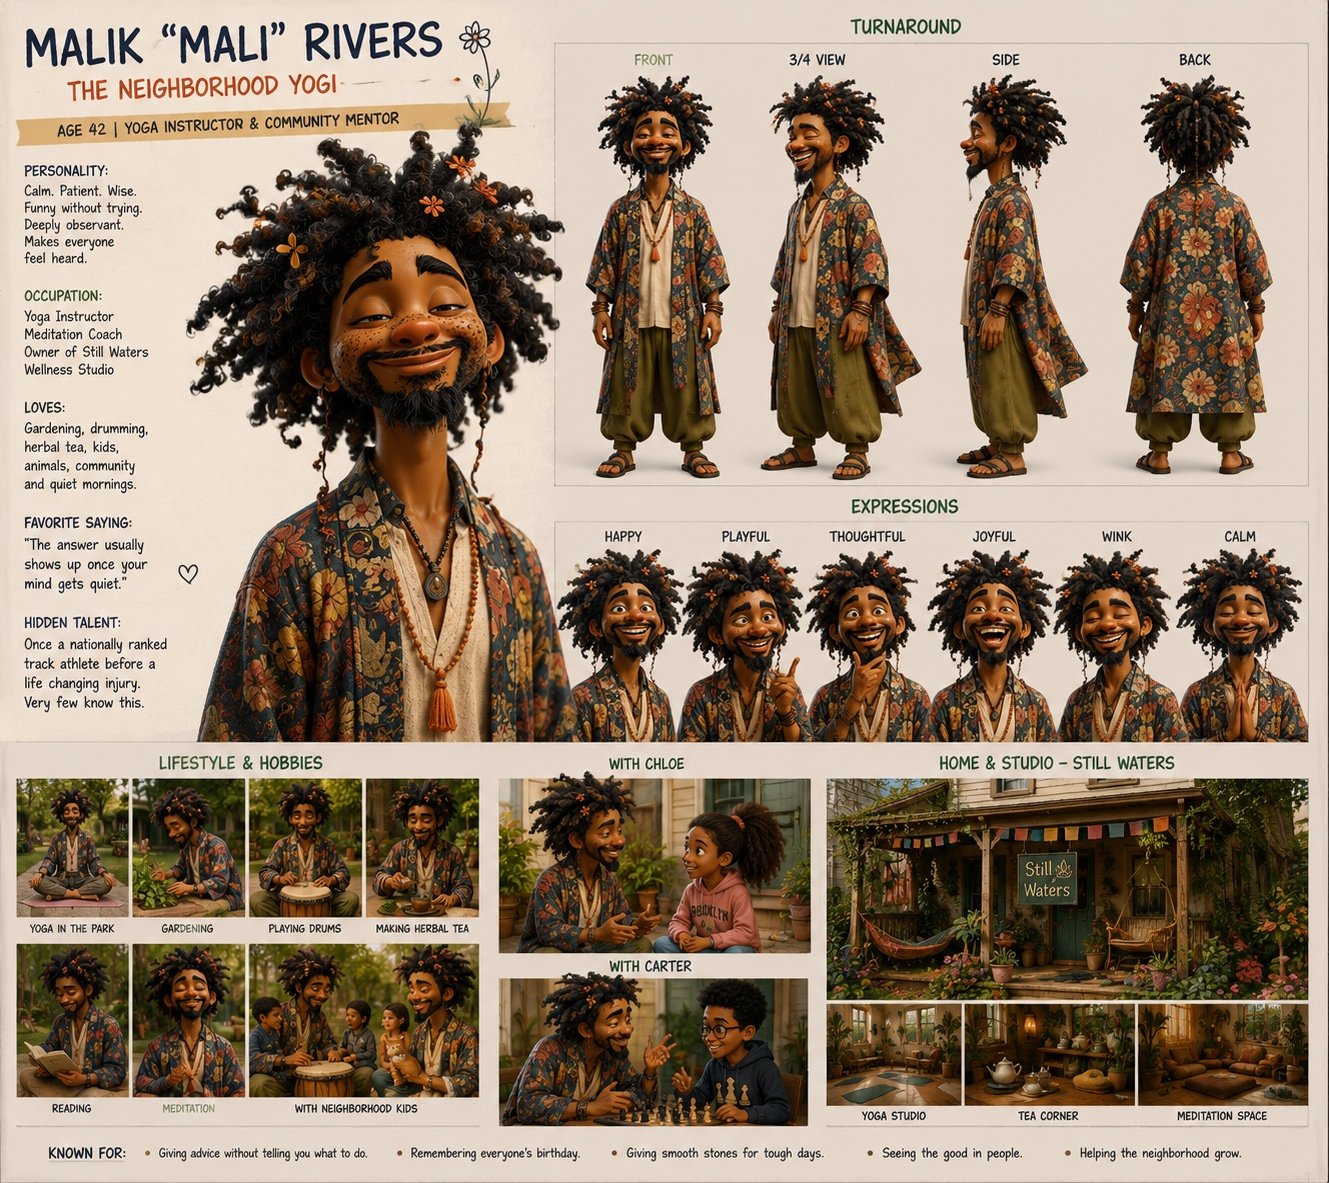 MALIK “MALI” RIVERS
THE NEIGHBORHOOD YOGI
AGE 42 | YOGA INSTRUCTOR & COMMUNITY MENTOR
PERSONALITY:
Calm. Patient. Wise.
Funny without trying.
Deeply observant.
Makes everyone
feel heard.
OCCUPATION:
Yoga Instructor
Meditation Coach
Owner of Still Waters
Wellness Studio
LOVES:
Gardening, drumming,
herbal tea, kids,
animals, community
and quiet mornings.
FAVORITE SAYING:
"The answer usually
shows up once your
mind gets quiet."
HIDDEN TALENT:
Once a nationally ranked
track athlete before a
life changing injury.
Very few know this.
TURNAROUND
FRONT
3/4 VIEW
SIDE
BACK
EXPRESSIONS
HAPPY
PLAYFUL
THOUGHTFUL
JOYFUL
WINK
CALM
LIFESTYLE & HOBBIES
YOGA IN THE PARK
GARDENING
PLAYING DRUMS
MAKING HERBAL TEA
READING
MEDITATION
WITH NEIGHBORHOOD KIDS
WITH CHLOE
BROOKLYN
WITH CARTER
HOME & STUDIO – STILL WATERS
Still
Waters
YOGA STUDIO
TEA CORNER
MEDITATION SPACE
KNOWN FOR:
• Giving advice without telling you what to do.
• Remembering everyone's birthday.
• Giving smooth stones for tough days.
• Seeing the good in people.
• Helping the neighborhood grow.